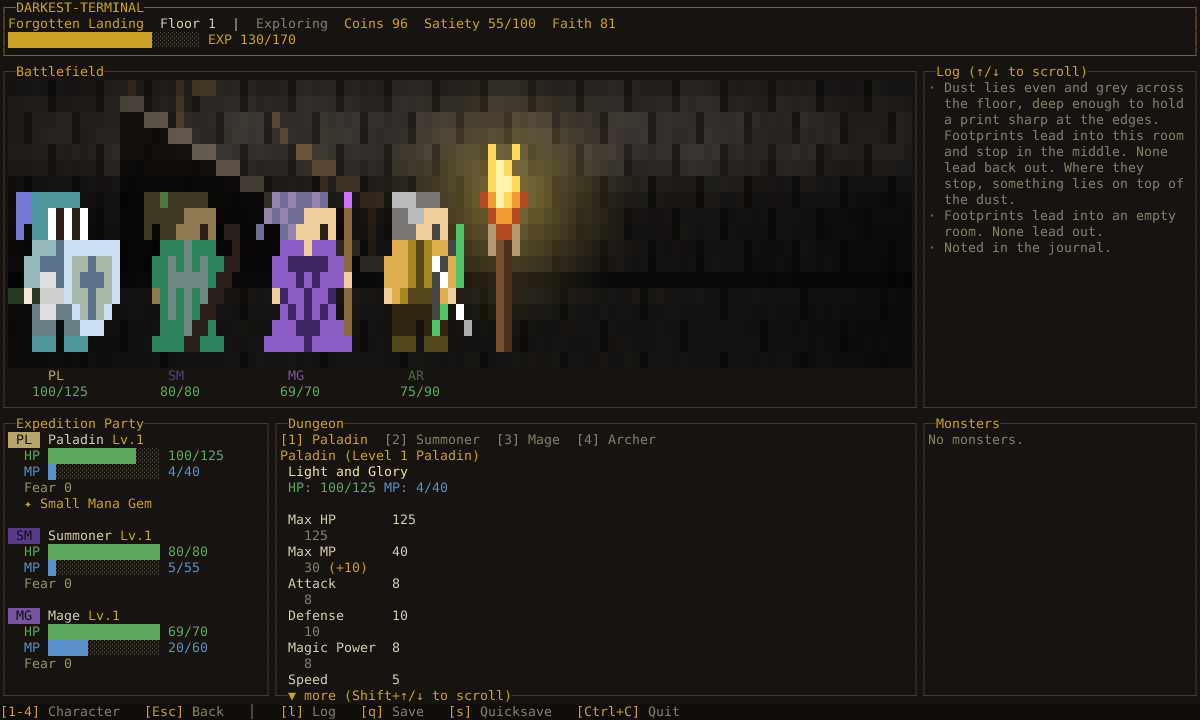 DARKEST-TERMINAL
Forgotten Landing Floor 1 | Exploring Coins 96 Satiety 55/100 Faith 81
EXP 130/170
Battlefield
PL SM MG AR
100/125 80/80 69/70 75/90
Log (↑/↓ to scroll)
· Dust lies even and grey across
the floor, deep enough to hold
a print sharp at the edges.
Footprints lead into this room
and stop in the middle. None
lead back out. Where they
stop, something lies on top of
the dust.
· Footprints lead into an empty
room. None lead out.
· Noted in the journal.
Expedition Party
PL Paladin Lv.1
HP 100/125
MP 4/40
Fear 0
✦ Small Mana Gem
SM Summoner Lv.1
HP 80/80
MP 5/55
Fear 0
MG Mage Lv.1
HP 69/70
MP 20/60
Fear 0
Dungeon
[1] Paladin [2] Summoner [3] Mage [4] Archer
Paladin (Level 1 Paladin)
Light and Glory
HP: 100/125 MP: 4/40
Max HP 125
125
Max MP 40
30 (+10)
Attack 8
8
Defense 10
10
Magic Power 8
8
Speed 5
▼ more (Shift+↑/↓ to scroll)
Monsters
No monsters.
[1-4] Character [Esc] Back | [l] Log [q] Save [s] Quicksave [Ctrl+C] Quit